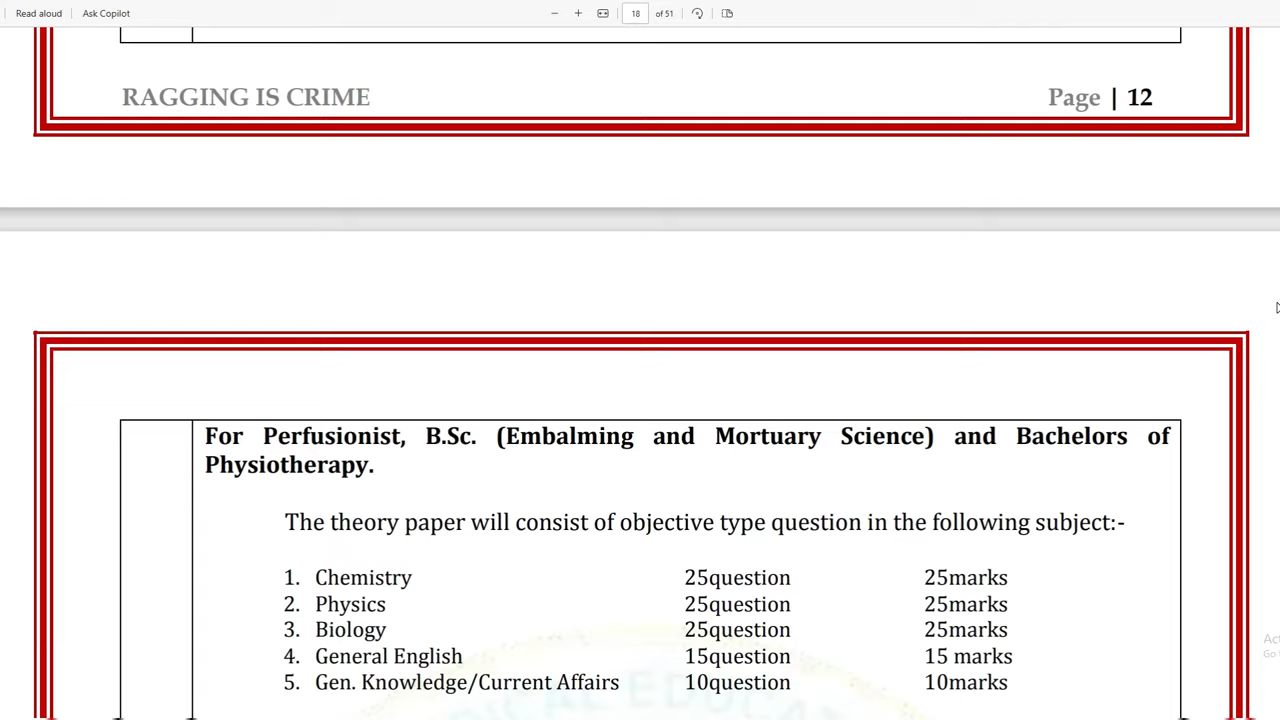 Read aloud Ask Copilot 18 of 51
RAGGING IS CRIME Page | 12
For Perfusionist, B.Sc. (Embalming and Mortuary Science) and Bachelors of
Physiotherapy.
The theory paper will consist of objective type question in the following subject:-
1. Chemistry 25question 25marks
2. Physics 25question 25marks
3. Biology 25question 25marks
4. General English 15question 15 marks
5. Gen. Knowledge/Current Affairs 10question 10marks
Act
Go